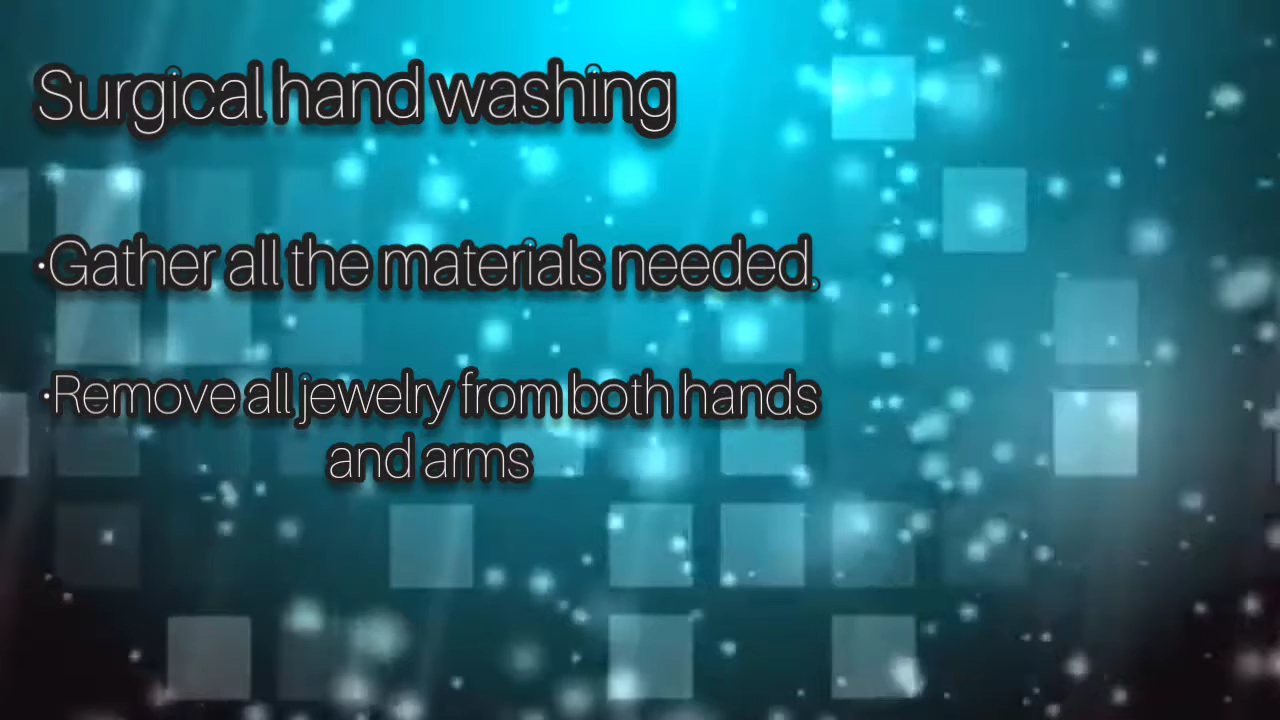 Surgical hand washing
•Gather all the materials needed.
•Remove all jewelry from both hands
and arms